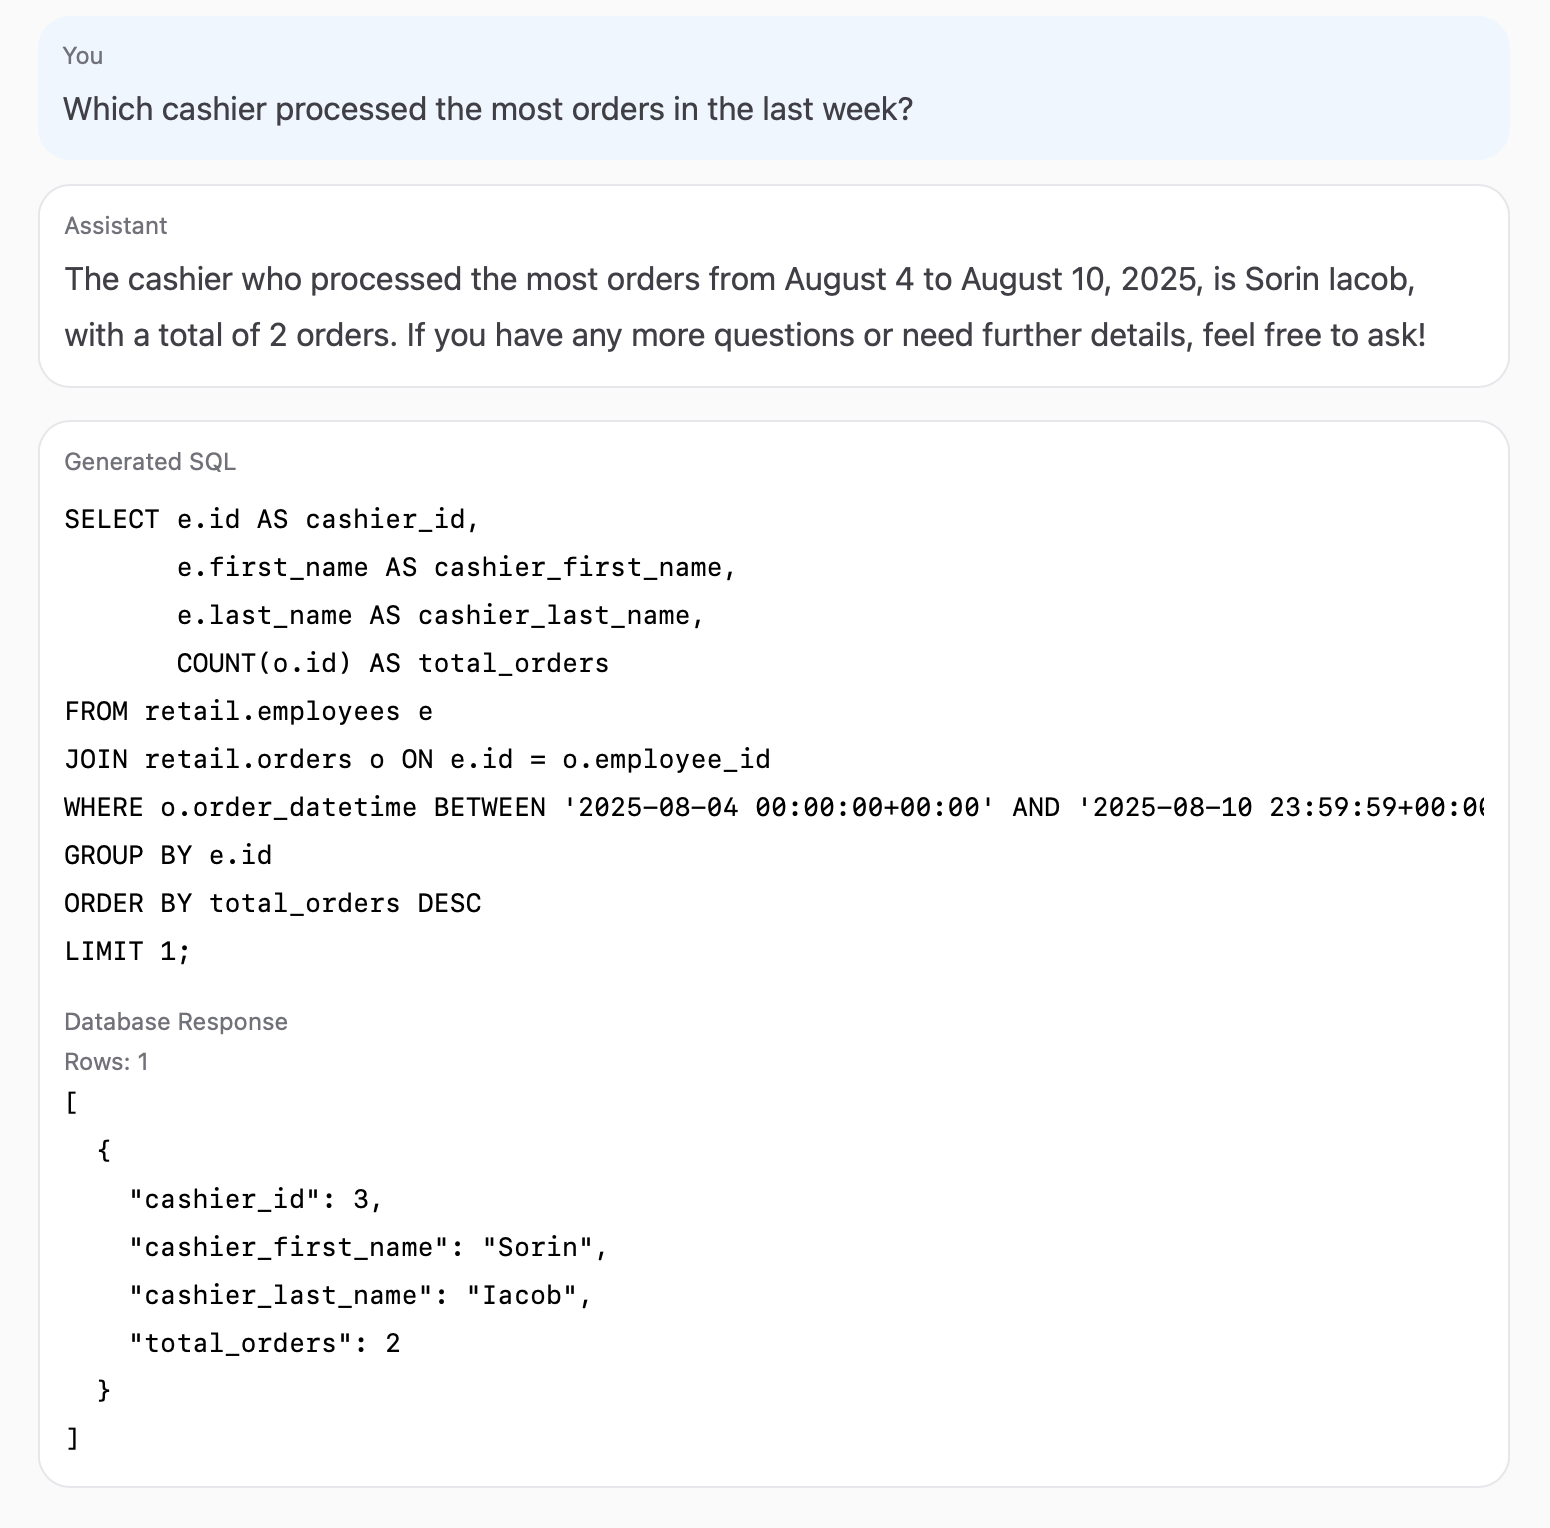 You
Which cashier processed the most orders in the last week?
Assistant
The cashier who processed the most orders from August 4 to August 10, 2025, is Sorin Iacob,
with a total of 2 orders. If you have any more questions or need further details, feel free to ask!
Generated SQL
SELECT e.id AS cashier_id,
       e.first_name AS cashier_first_name,
       e.last_name AS cashier_last_name,
       COUNT(o.id) AS total_orders
FROM retail.employees e
JOIN retail.orders o ON e.id = o.employee_id
WHERE o.order_datetime BETWEEN '2025-08-04 00:00:00+00:00' AND '2025-08-10 23:59:59+00:00
GROUP BY e.id
ORDER BY total_orders DESC
LIMIT 1;
Database Response
Rows: 1
[
  {
    "cashier_id": 3,
    "cashier_first_name": "Sorin",
    "cashier_last_name": "Iacob",
    "total_orders": 2
  }
]